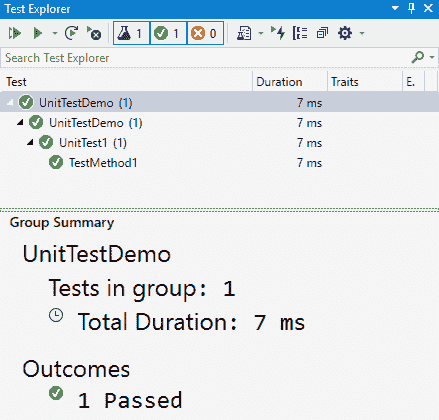 Test Explorer
1 1 0
Search Test Explorer
Test Duration Traits E.
UnitTestDemo (1) 7 ms
UnitTestDemo (1) 7 ms
UnitTest1 (1) 7 ms
TestMethod1 7 ms
Group Summary
UnitTestDemo
Tests in group: 1
Total Duration: 7 ms
Outcomes
1 Passed